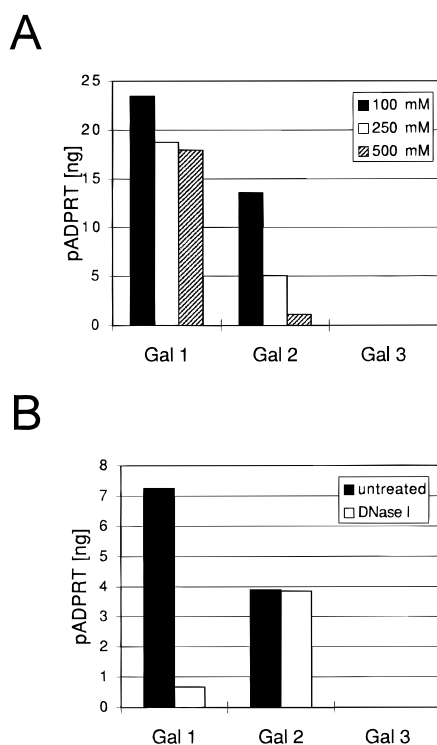 A
25
20
15
10
5
0
pADPRT [ng]
100 mM
250 mM
500 mM
Gal 1 Gal 2 Gal 3
B
8
7
6
5
4
3
2
1
0
pADPRT [ng]
untreated
DNase I
Gal 1 Gal 2 Gal 3